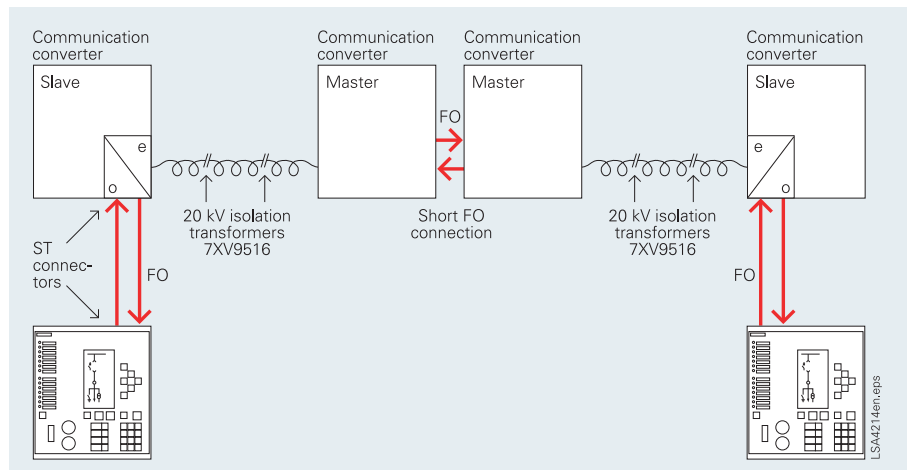 Communication
converter
Slave
e
o
Communication
converter
Master
FO
Communication
converter
Master
Communication
converter
Slave
e
o
20 kV isolation
transformers
7XV9516
Short FO
connection
20 kV isolation
transformers
7XV9516
ST
connec-
tors
FO
FO
LSA4214en.eps